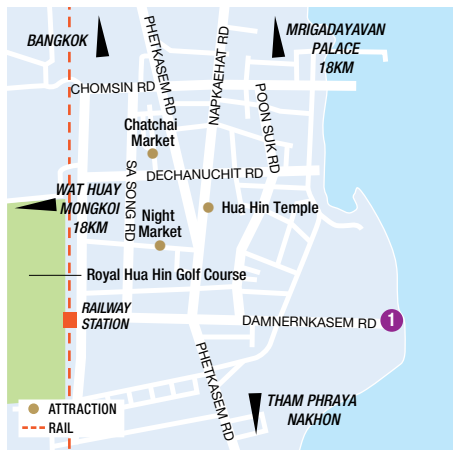 BANGKOK
PHETKASEM RD
NAPKAEHAT RD
MRIGADAYAVAN
PALACE
18KM
CHOMSIN RD
POON SUK RD
Chatchai
Market
DECHANUCHIT RD
SA SONG RD
WAT HUAY
MONGKOI
18KM
Hua Hin Temple
Night
Market
Royal Hua Hin Golf Course
RAILWAY
STATION
DAMNERNKASEM RD
1
PHETKASEM RD
THAM PHRAYA
NAKHON
ATTRACTION
RAIL